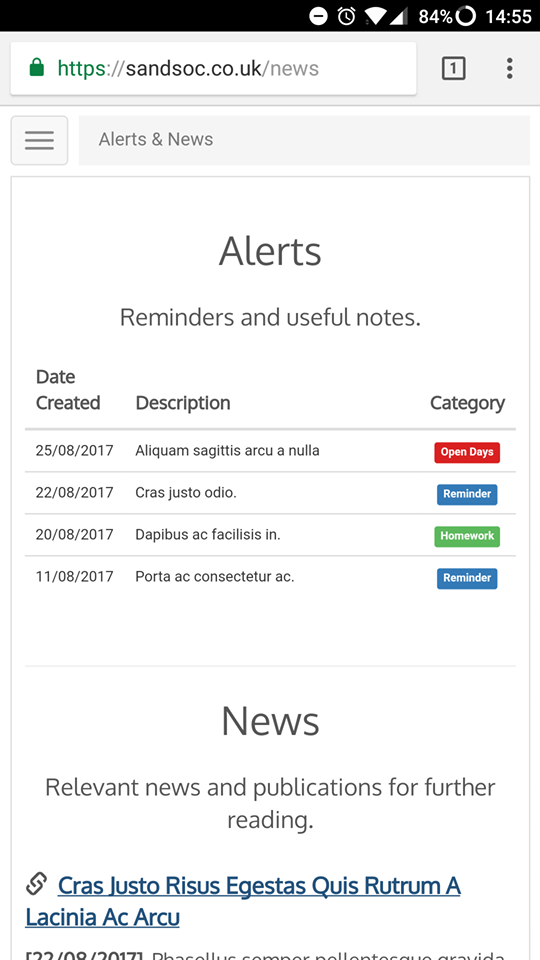 84% 14:55
https://sandsoc.co.uk/news 1
Alerts & News
Alerts
Reminders and useful notes.
Date
Created Description Category
25/08/2017 Aliquam sagittis arcu a nulla Open Days
22/08/2017 Cras justo odio. Reminder
20/08/2017 Dapibus ac facilisis in. Homework
11/08/2017 Porta ac consectetur ac. Reminder
News
Relevant news and publications for further
reading.
Cras Justo Risus Egestas Quis Rutrum A
Lacinia Ac Arcu
[22/08/2017] Phasellus semper pellentesque gravida